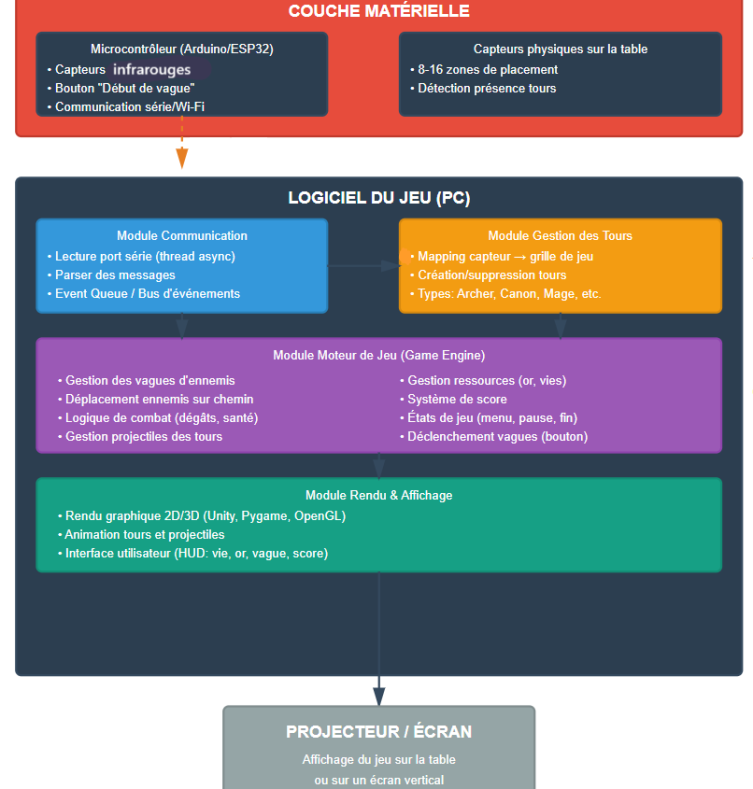 COUCHE MATÉRIELLE
Microcontrôleur (Arduino/ESP32)
• Capteurs infrarouges
• Bouton "Début de vague"
• Communication série/Wi-Fi
Capteurs physiques sur la table
• 8-16 zones de placement
• Détection présence tours
LOGICIEL DU JEU (PC)
Module Communication
• Lecture port série (thread async)
• Parser des messages
• Event Queue / Bus d'événements
Module Gestion des Tours
• Mapping capteur → grille de jeu
• Création/suppression tours
• Types: Archer, Canon, Mage, etc.
Module Moteur de Jeu (Game Engine)
• Gestion des vagues d'ennemis
• Déplacement ennemis sur chemin
• Logique de combat (dégâts, santé)
• Gestion projectiles des tours
• Gestion ressources (or, vies)
• Système de score
• États de jeu (menu, pause, fin)
• Déclenchement vagues (bouton)
Module Rendu & Affichage
• Rendu graphique 2D/3D (Unity, Pygame, OpenGL)
• Animation tours et projectiles
• Interface utilisateur (HUD: vie, or, vague, score)
PROJECTEUR / ÉCRAN
Affichage du jeu sur la table
ou sur un écran vertical